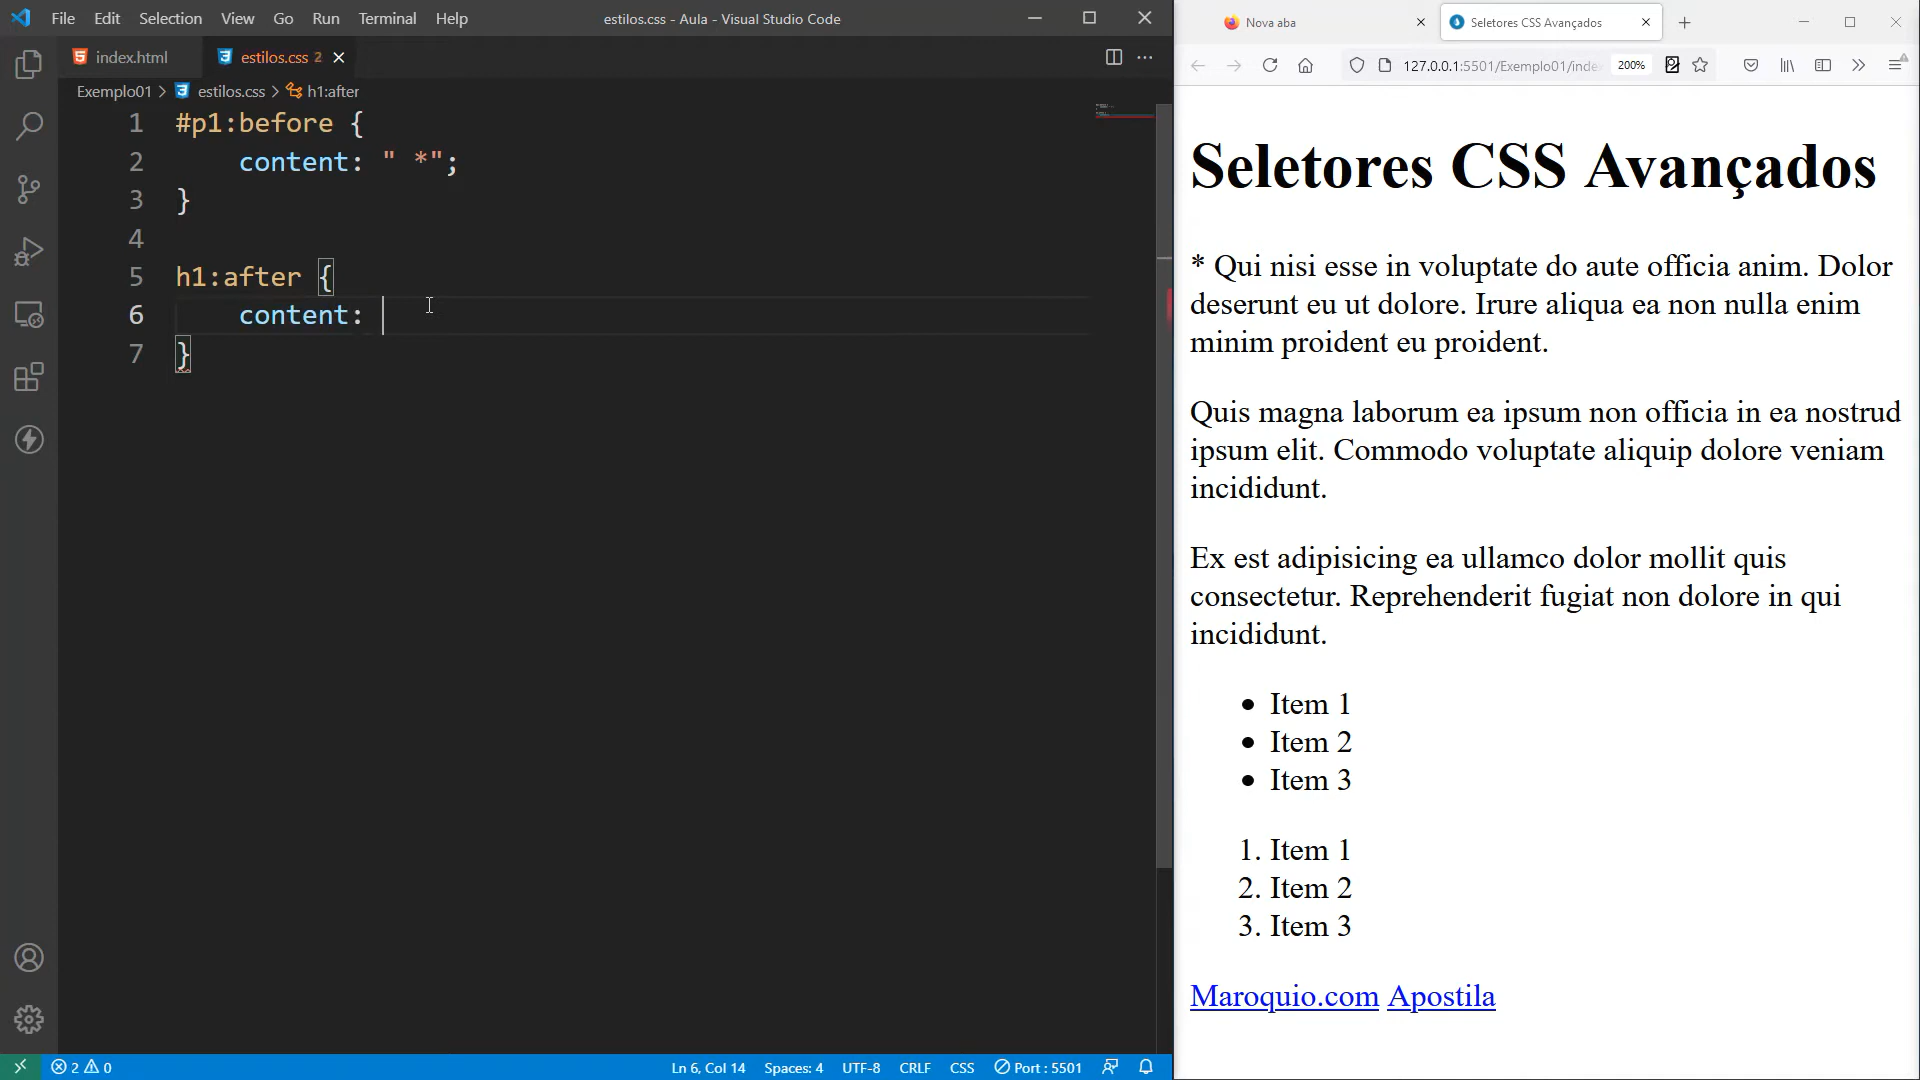 File Edit Selection View Go Run Terminal Help
estilos.css - Aula - Visual Studio Code
index.html
estilos.css 2
Exemplo01 > estilos.css > h1:after
1 #p1:before {
2 content: " *";
3 }
4
5 h1:after {
6 content:
7 }
2 0
Ln 6, Col 14 Spaces: 4 UTF-8 CRLF CSS Port : 5501
Nova aba
Seletores CSS Avançados
127.0.0.1:5501/Exemplo01/inde
200%
Seletores CSS Avançados
* Qui nisi esse in voluptate do aute officia anim. Dolor
deserunt eu ut dolore. Irure aliqua ea non nulla enim
minim proident eu proident.
Quis magna laborum ea ipsum non officia in ea nostrud
ipsum elit. Commodo voluptate aliquip dolore veniam
incididunt.
Ex est adipisicing ea ullamco dolor mollit quis
consectetur. Reprehenderit fugiat non dolore in qui
incididunt.
• Item 1
• Item 2
• Item 3
1. Item 1
2. Item 2
3. Item 3
Maroquio.com Apostila